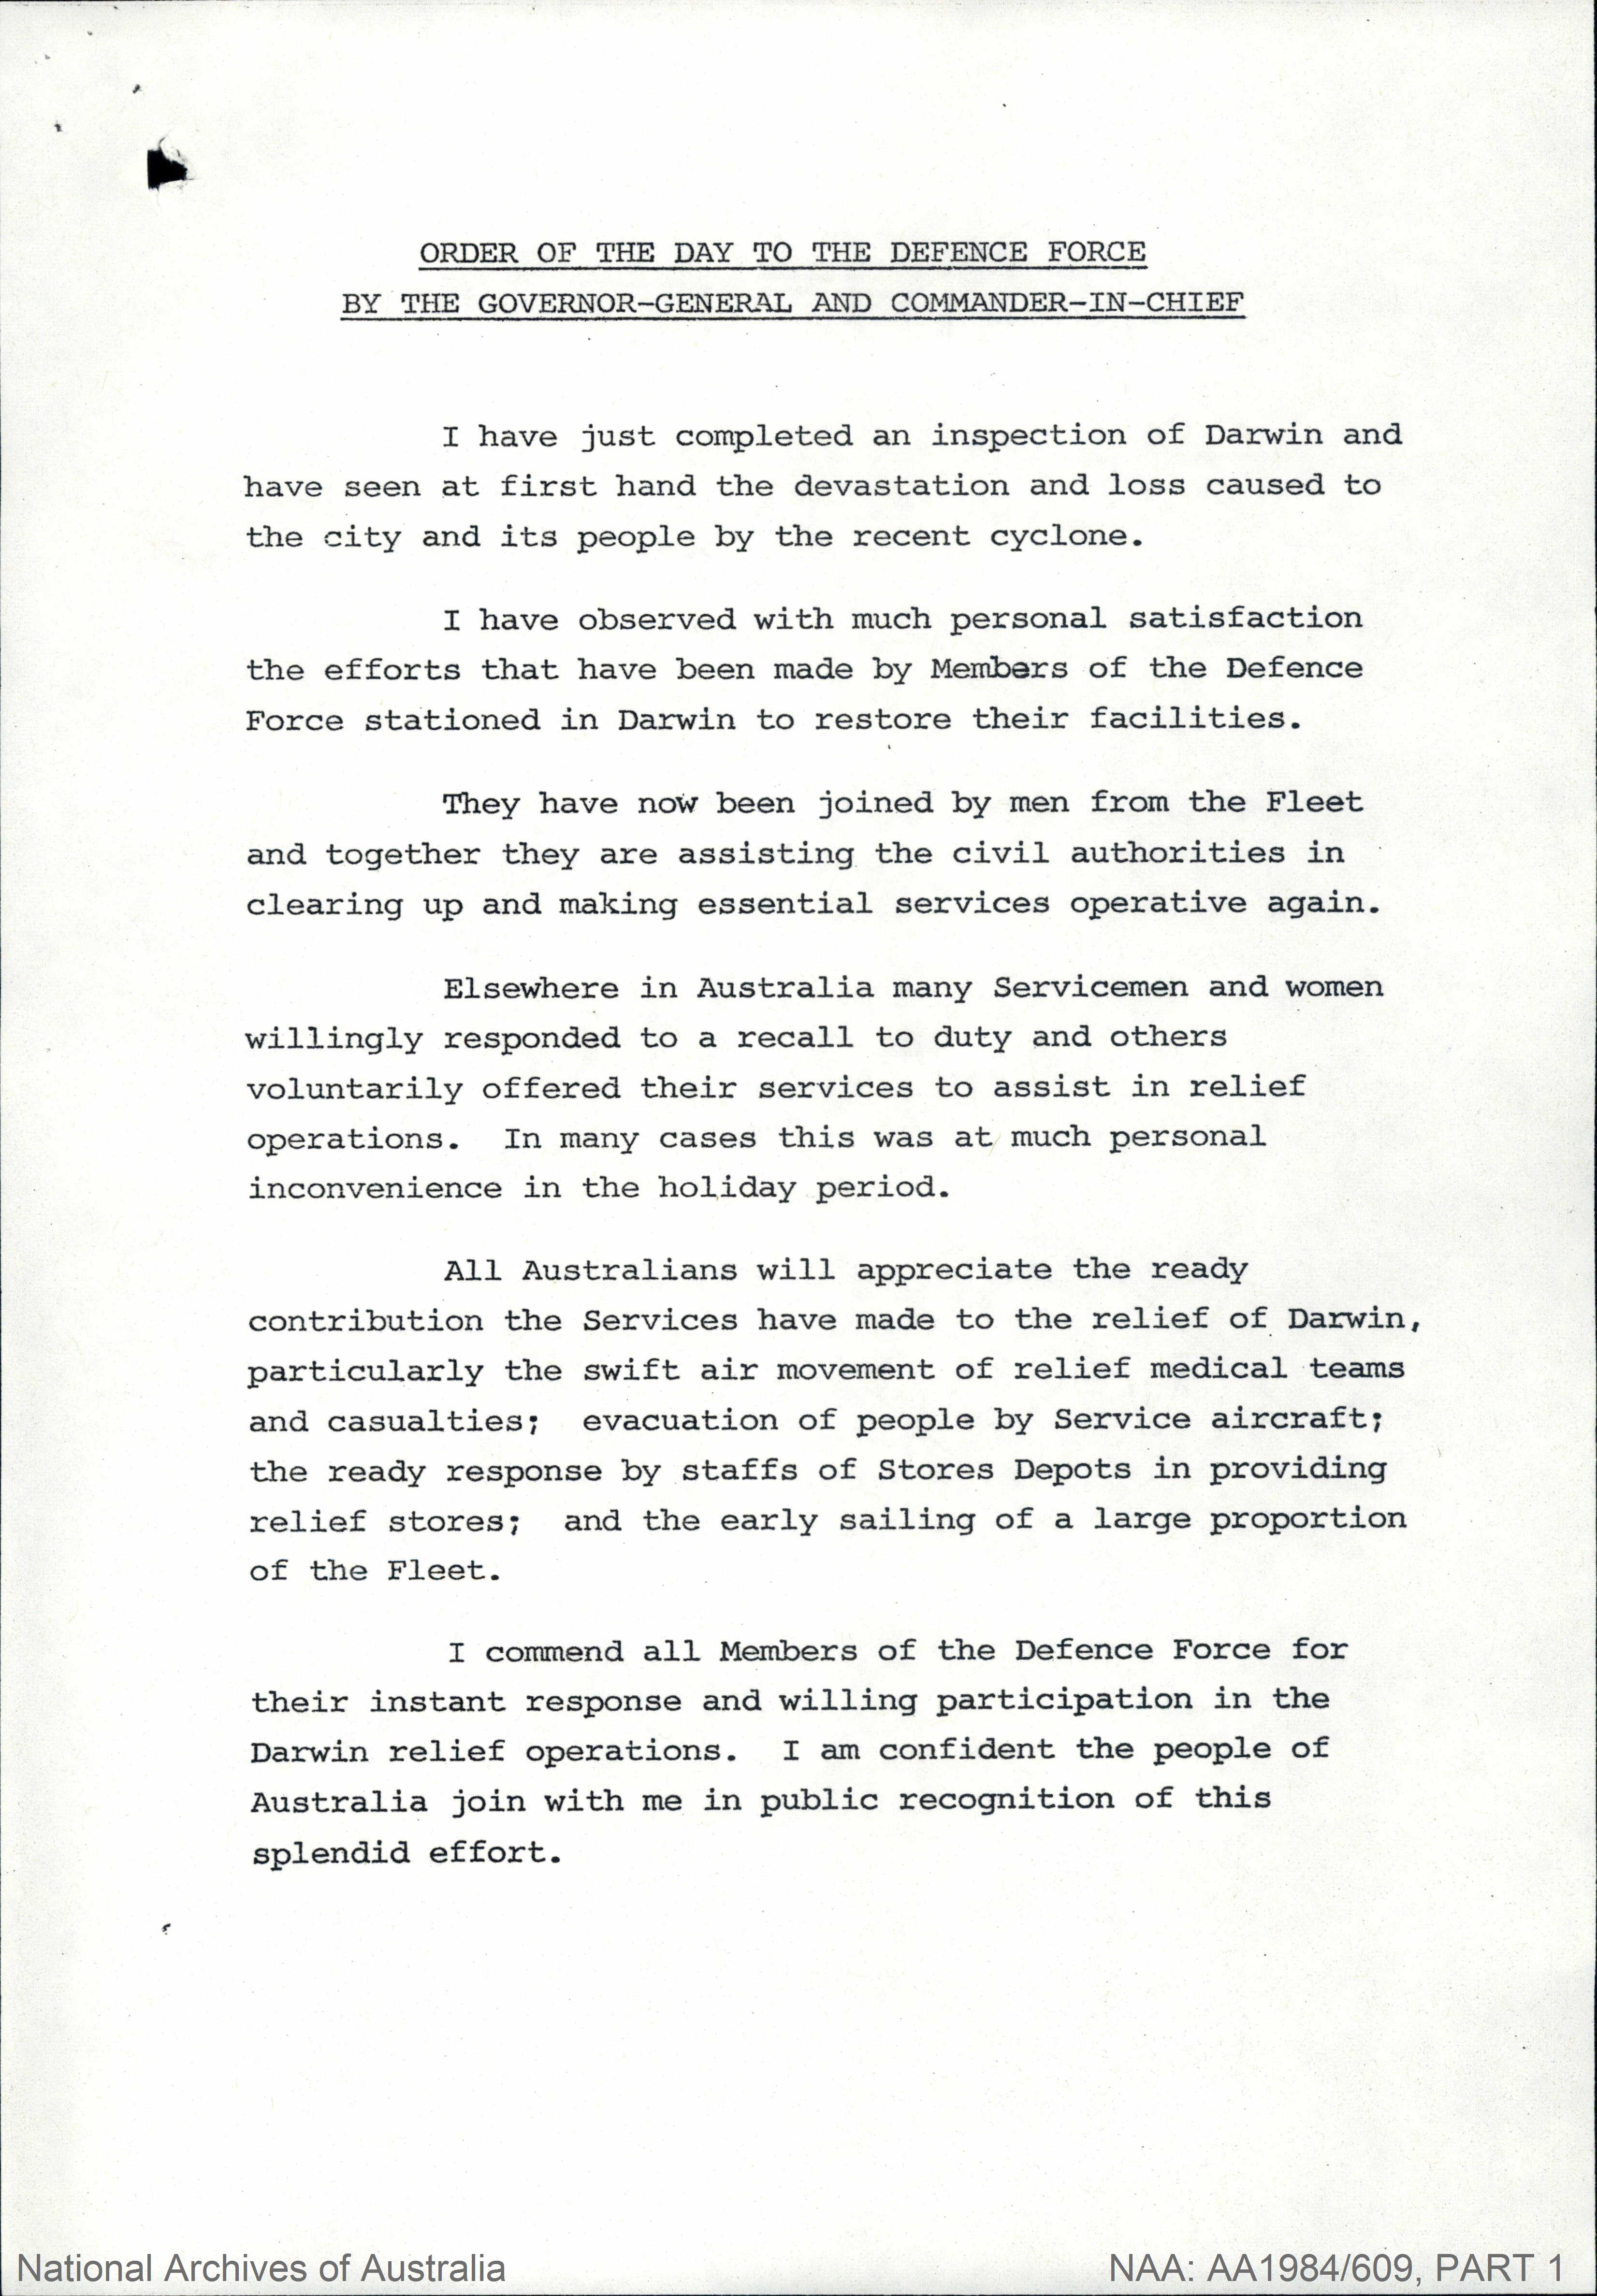 ORDER OF THE DAY TO THE DEFENCE FORCE
BY THE GOVERNOR-GENERAL AND COMMANDER-IN-CHIEF
I have just completed an inspection of Darwin and
have seen at first hand the devastation and loss caused to
the city and its people by the recent cyclone.
I have observed with much personal satisfaction
the efforts that have been made by Members of the Defence
Force stationed in Darwin to restore their facilities.
They have now been joined by men from the Fleet
and together they are assisting the civil authorities in
clearing up and making essential services operative again.
Elsewhere in Australia many Servicemen and women
willingly responded to a recall to duty and others
voluntarily offered their services to assist in relief
operations. In many cases this was at much personal
inconvenience in the holiday period.
All Australians will appreciate the ready
contribution the Services have made to the relief of Darwin,
particularly the swift air movement of relief medical teams
and casualties; evacuation of people by Service aircraft;
the ready response by staffs of Stores Depots in providing
relief stores; and the early sailing of a large proportion
of the Fleet.
I commend all Members of the Defence Force for
their instant response and willing participation in the
Darwin relief operations. I am confident the people of
Australia join with me in public recognition of this
splendid effort.
National Archives of Australia
NAA: AA1984/609, PART 1